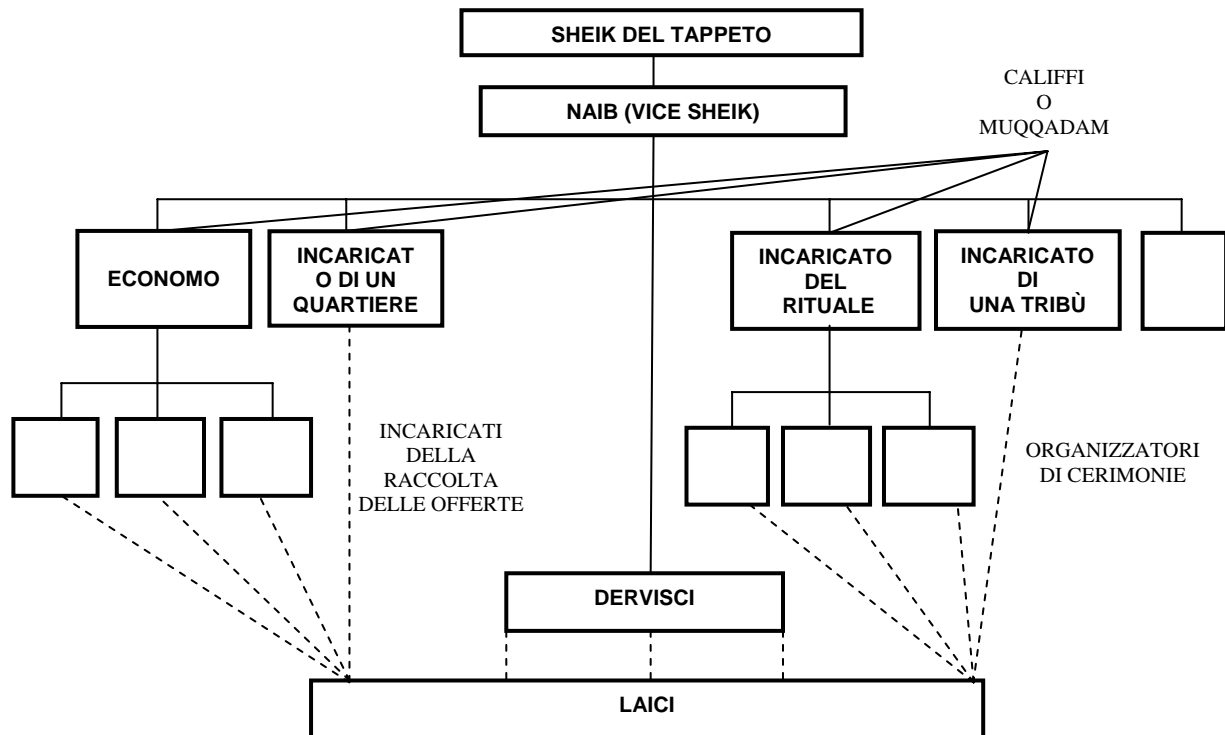 SHEIK DEL TAPPETO
NAIB (VICE SHEIK)
CALIFFI
O
MUQQADAM
ECONOMO
INCARICAT
O DI UN
QUARTIERE
INCARICATO
DEL
RITUALE
INCARICATO
DI
UNA TRIBÙ
INCARICATI
DELLA
RACCOLTA
DELLE OFFERTE
ORGANIZZATORI
DI CERIMONIE
DERVISCI
LAICI